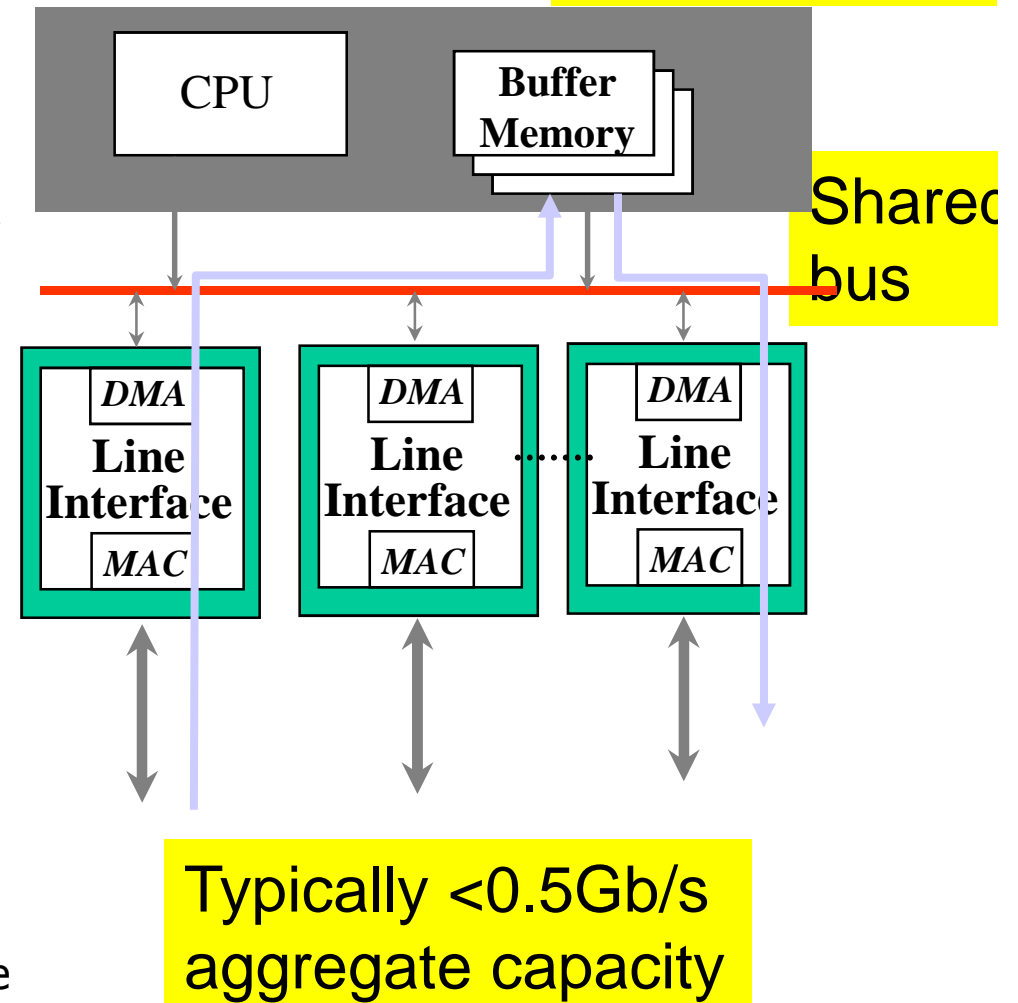 CPU
Buffer
Memory
Shared
bus
DMA
Line
Interface
MAC
DMA
Line
Interface
MAC
......
DMA
Line
Interface
MAC
Typically <0.5Gb/s
aggregate capacity
e